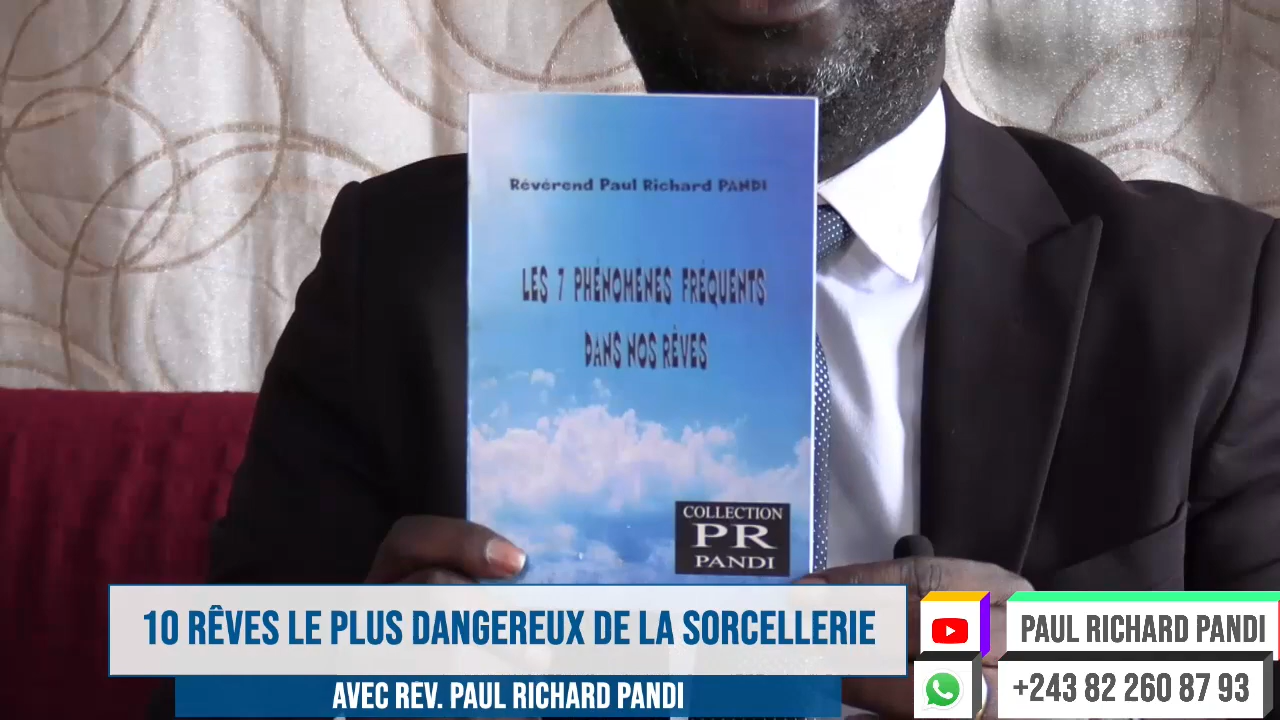 Révérend Paul Richard PANDI
LES 7 PHÉNOMÈNES FRÉQUENTS
DANS NOS RÊVES
COLLECTION
PR
PANDI
10 RÊVES LE PLUS DANGEREUX DE LA SORCELLERIE
AVEC REV. PAUL RICHARD PANDI
PAUL RICHARD PANDI
+243 82 260 87 93